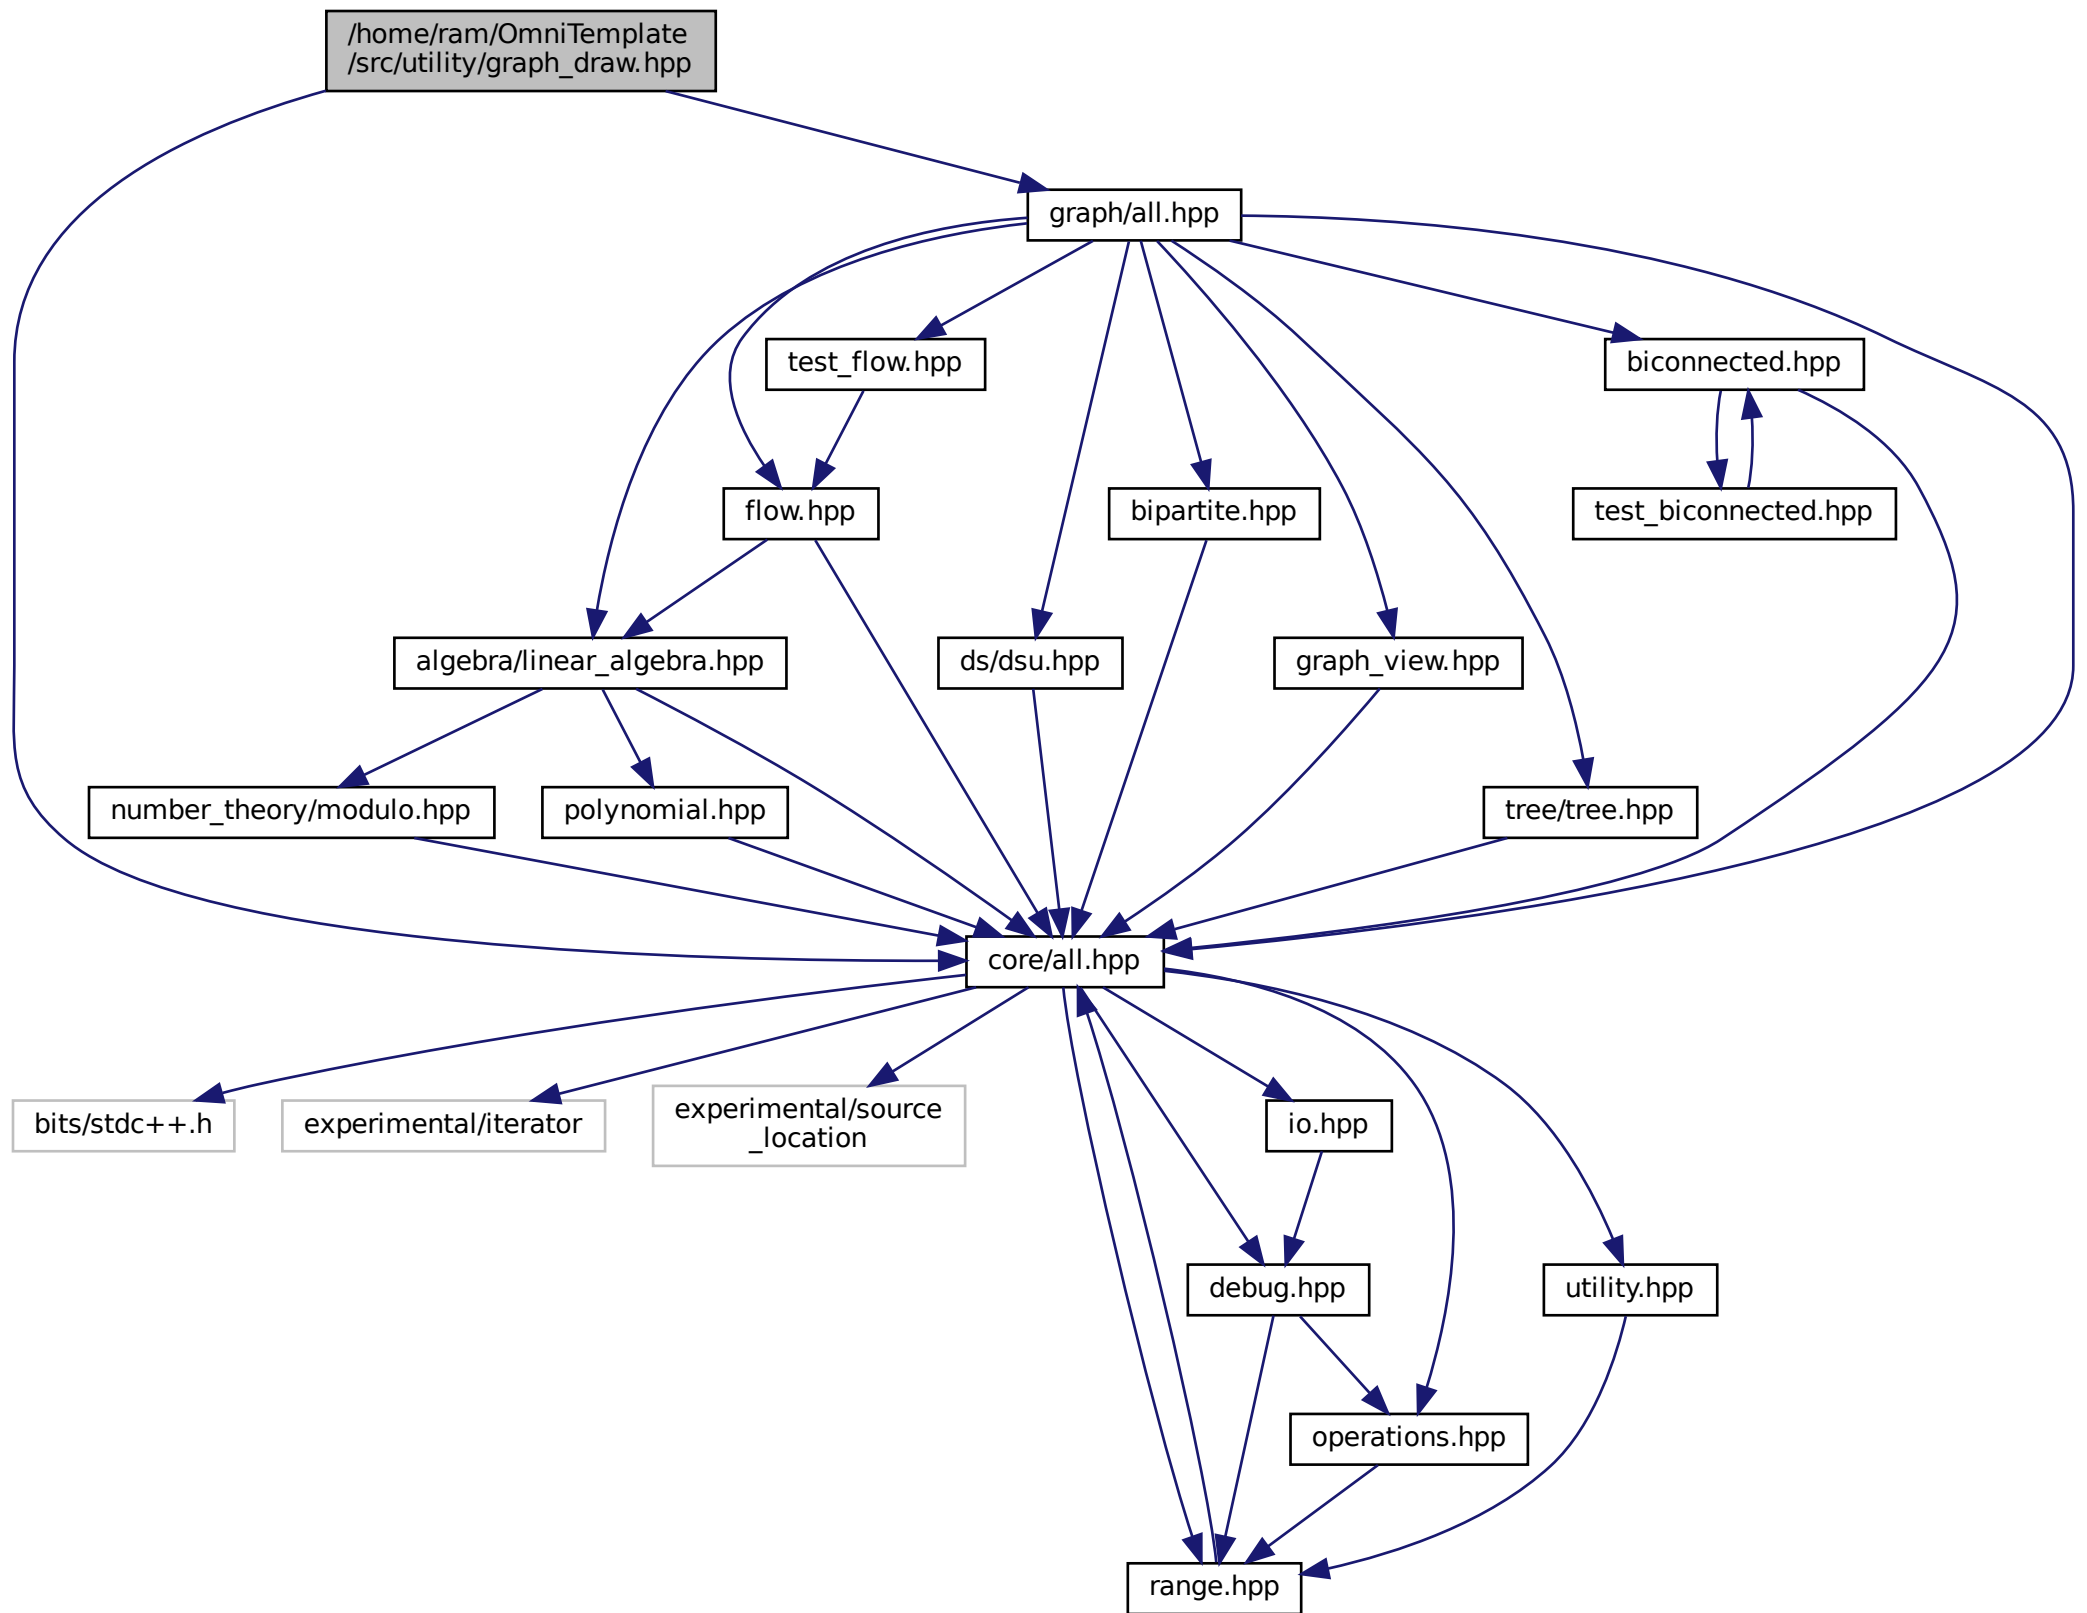 /home/ram/OmniTemplate
/src/utility/graph_draw.hpp
graph/all.hpp
test_flow.hpp
biconnected.hpp
flow.hpp
bipartite.hpp
test_biconnected.hpp
algebra/linear_algebra.hpp
ds/dsu.hpp
graph_view.hpp
number_theory/modulo.hpp
polynomial.hpp
tree/tree.hpp
core/all.hpp
bits/stdc++.h
experimental/iterator
experimental/source
_location
io.hpp
debug.hpp
utility.hpp
operations.hpp
range.hpp